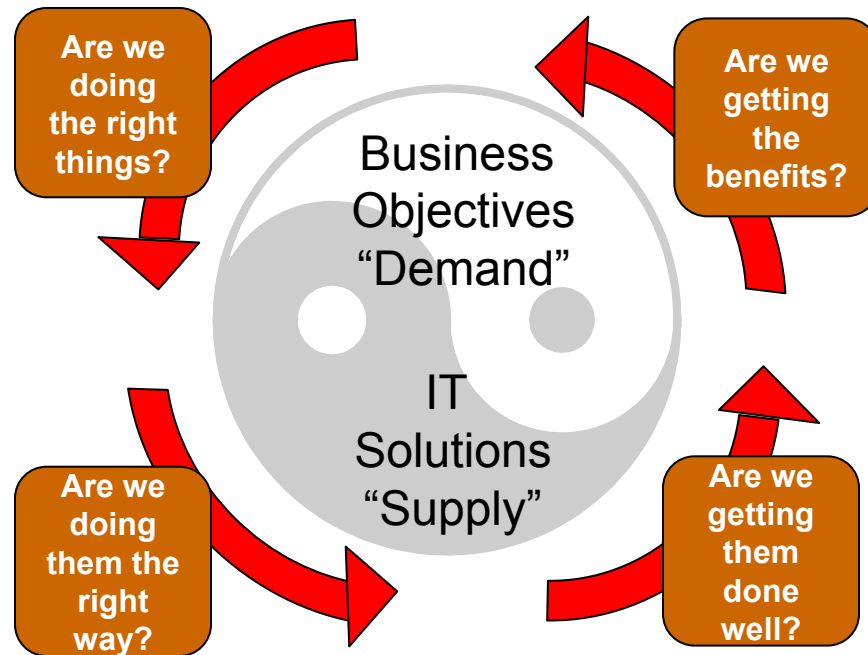 Are we
doing
the right
things?
Are we
getting
the
benefits?
Business
Objectives
“Demand”
IT
Solutions
“Supply”
Are we
doing
them the
right
way?
Are we
getting
them
done
well?